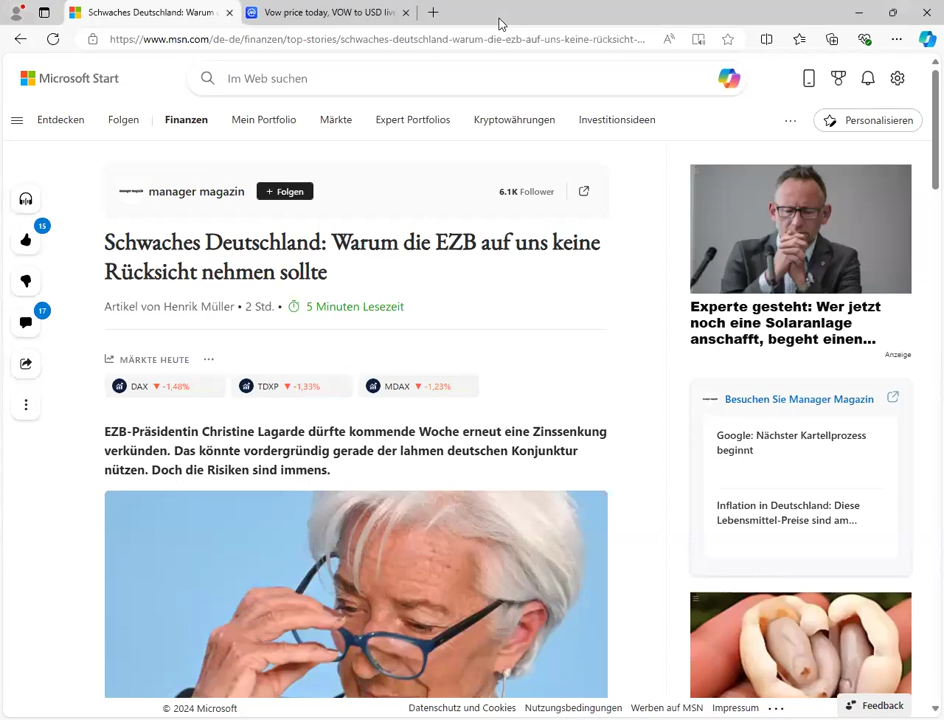 Schwaches Deutschland: Warum
Vow price today, VOW to USD live
https://www.msn.com/de-de/finanzen/top-stories/schwaches-deutschland-warum-die-ezb-auf-uns-keine-rücksicht-...
Microsoft Start
Im Web suchen
Entdecken Folgen Finanzen Mein Portfolio Märkte Expert Portfolios Kryptowährungen Investitionsideen ... Personalisieren
manager magazin + Folgen 6.1K Follower
15
17
Schwaches Deutschland: Warum die EZB auf uns keine
Rücksicht nehmen sollte
Artikel von Henrik Müller • 2 Std. • 5 Minuten Lesezeit
MÄRKTE HEUTE ...
DAX ▼ -1,48% TDXP ▼ -1,33% MDAX ▼ -1,23%
EZB-Präsidentin Christine Lagarde dürfte kommende Woche erneut eine Zinssenkung
verkünden. Das könnte vordergründig gerade der lahmen deutschen Konjunktur
nützen. Doch die Risiken sind immens.
Experte gesteht: Wer jetzt
noch eine Solaranlage
anschafft, begeht einen...
Anzeige
Besuchen Sie Manager Magazin
Google: Nächster Kartellprozess
beginnt
Inflation in Deutschland: Diese
Lebensmittel-Preise sind am...
© 2024 Microsoft Datenschutz und Cookies Nutzungsbedingungen Werben auf MSN Impressum ... Feedback